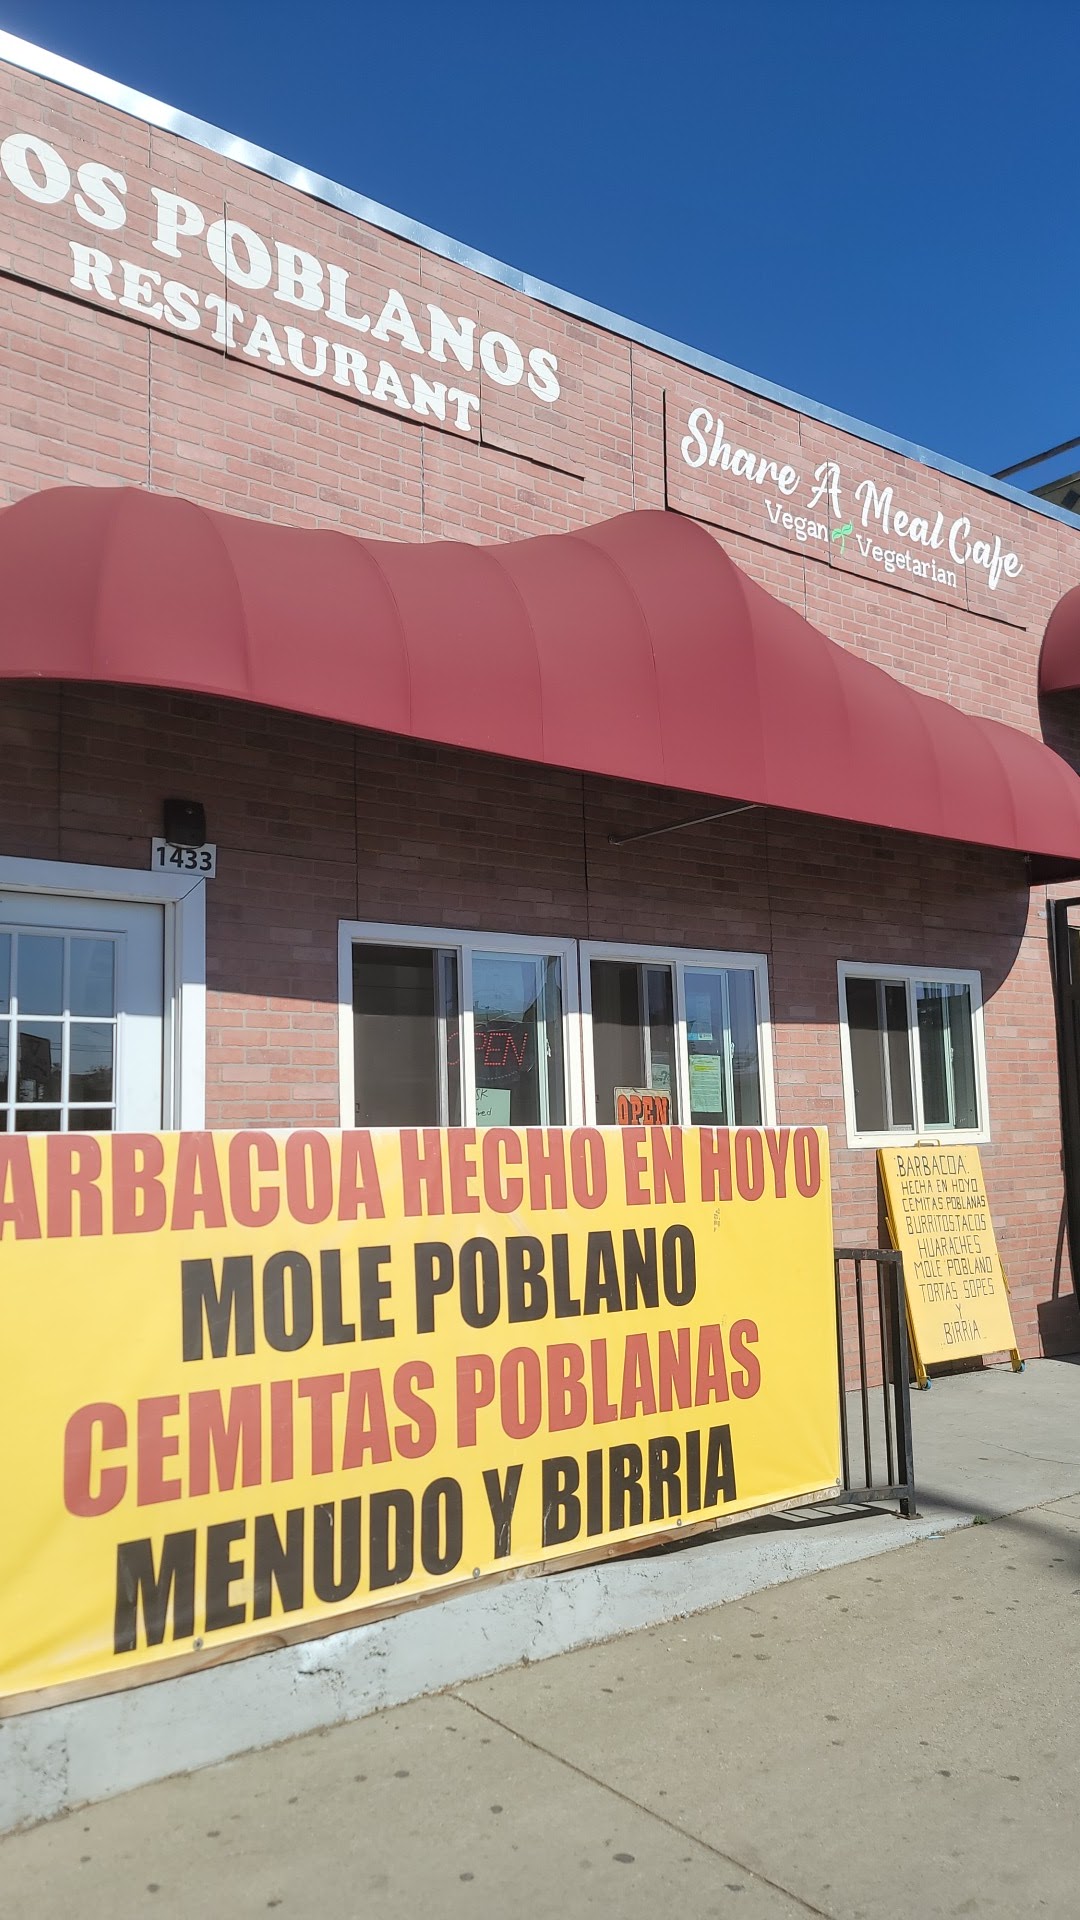 OS POBLANOS
RESTAURANT
Share A Meal Cafe
Vegan Vegetarian
1433
OPEN
OPEN
ARBACOA HECHO EN HOYO
MOLE POBLANO
CEMITAS POBLANAS
MENUDO Y BIRRIA
BARBACOA
HECHA EN HOYO
CEMITAS POBLANAS
BURRITOS.TACOS
HUARACHES
MOLE POBLANO
TORTAS SOPES
Y
BIRRIA